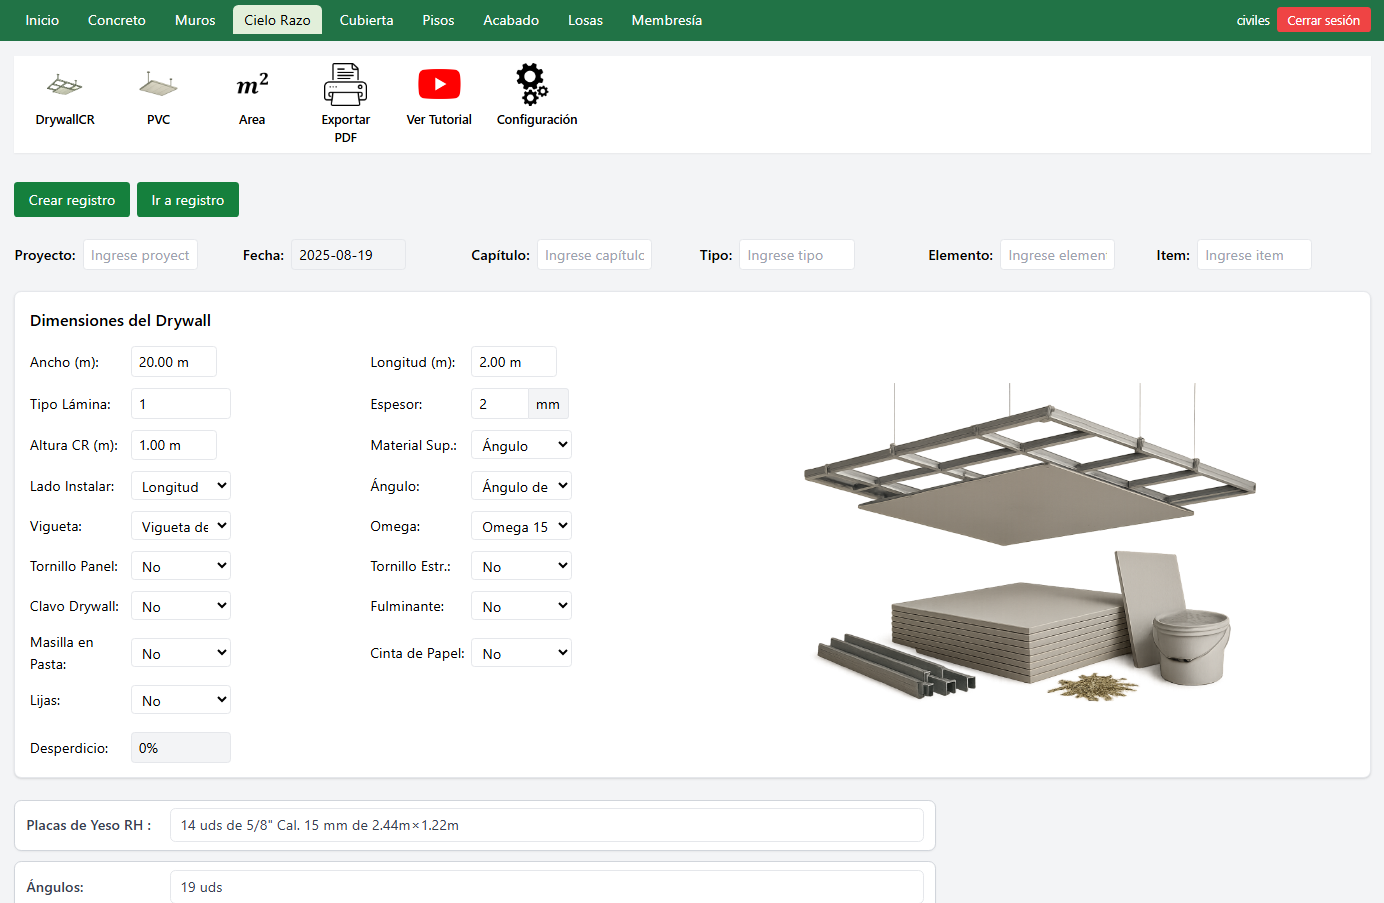 Inicio Concreto Muros Cielo Razo Cubierta Pisos Acabado Losas Membresía civiles Cerrar sesión
m²
DrywallCR PVC Area Exportar PDF Ver Tutorial Configuración
Crear registro Ir a registro
Proyecto: Ingrese proyect Fecha: 2025-08-19 Capítulo: Ingrese capítulo Tipo: Ingrese tipo Elemento: Ingrese elemen Item: Ingrese item
Dimensiones del Drywall
Ancho (m): 20.00 m Longitud (m): 2.00 m
Tipo Lámina: 1 Espesor: 2 mm
Altura CR (m): 1.00 m Material Sup.: Ángulo
Lado Instalar: Longitud Ángulo: Ángulo de
Vigueta: Vigueta de Omega: Omega 15
Tornillo Panel: No Tornillo Estr.: No
Clavo Drywall: No Fulminante: No
Masilla en Pasta: No Cinta de Papel: No
Lijas: No
Desperdicio: 0%
Placas de Yeso RH : 14 uds de 5/8" Cal. 15 mm de 2.44m×1.22m
Ángulos: 19 uds